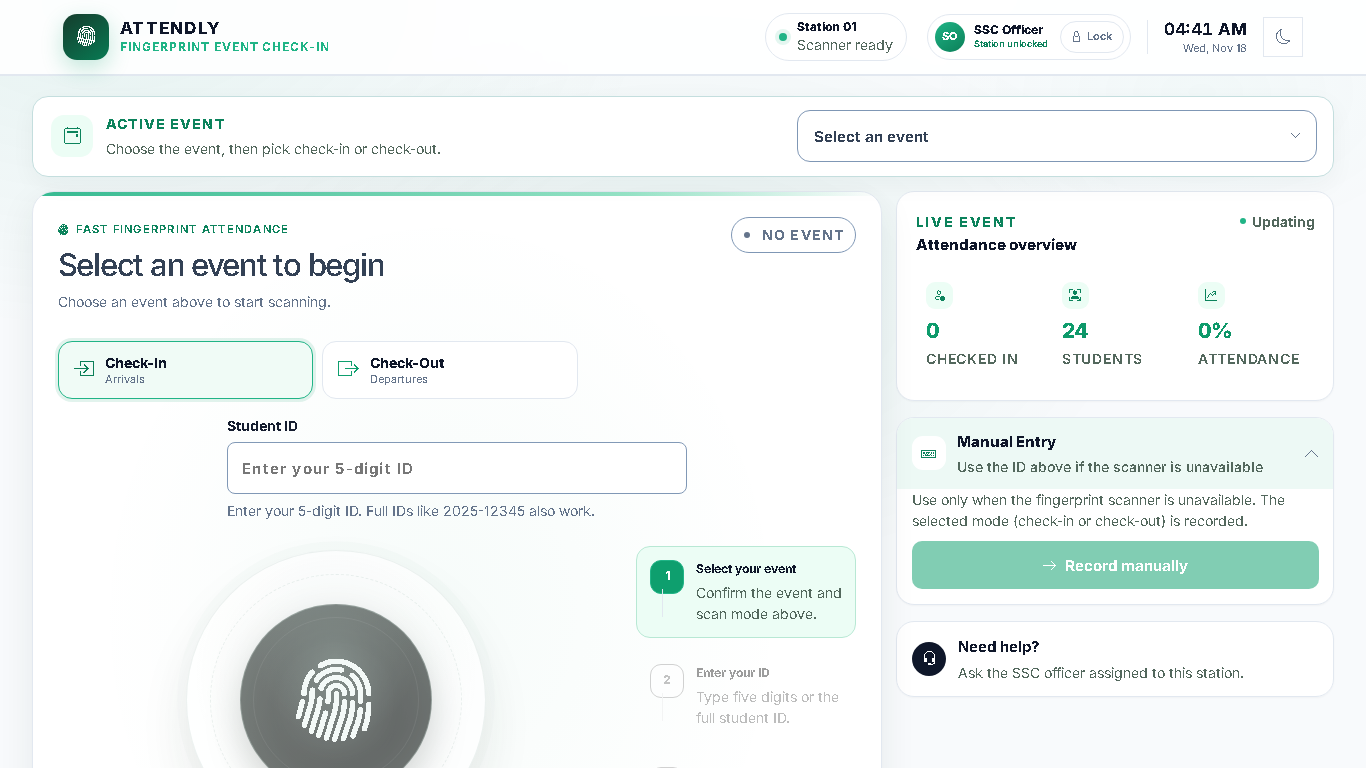 ATTENDLY
FINGERPRINT EVENT CHECK-IN
Station 01
Scanner ready
SO
SSC Officer
Station unlocked
Lock
04:41 AM
Wed, Nov 18
ACTIVE EVENT
Choose the event, then pick check-in or check-out.
Select an event
FAST FINGERPRINT ATTENDANCE
Select an event to begin
Choose an event above to start scanning.
NO EVENT
Check-In
Arrivals
Check-Out
Departures
Student ID
Enter your 5-digit ID
Enter your 5-digit ID. Full IDs like 2025-12345 also work.
1
Select your event
Confirm the event and
scan mode above.
2
Enter your ID
Type five digits or the
full student ID.
LIVE EVENT
Updating
Attendance overview
0
CHECKED IN
24
STUDENTS
0%
ATTENDANCE
Manual Entry
Use the ID above if the scanner is unavailable
Use only when the fingerprint scanner is unavailable. The
selected mode (check-in or check-out) is recorded.
Record manually
Need help?
Ask the SSC officer assigned to this station.